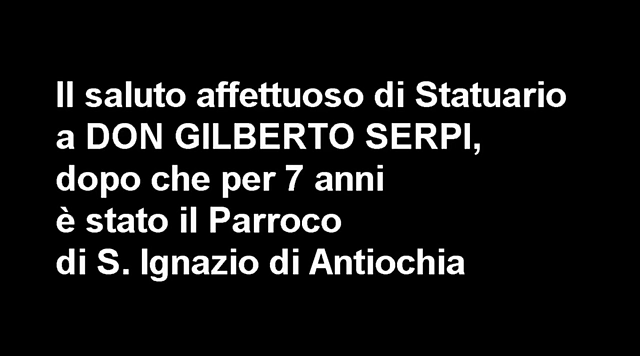 Il saluto affettuoso di Statuario
a DON GILBERTO SERPI,
dopo che per 7 anni
è stato il Parroco
di S. Ignazio di Antiochia